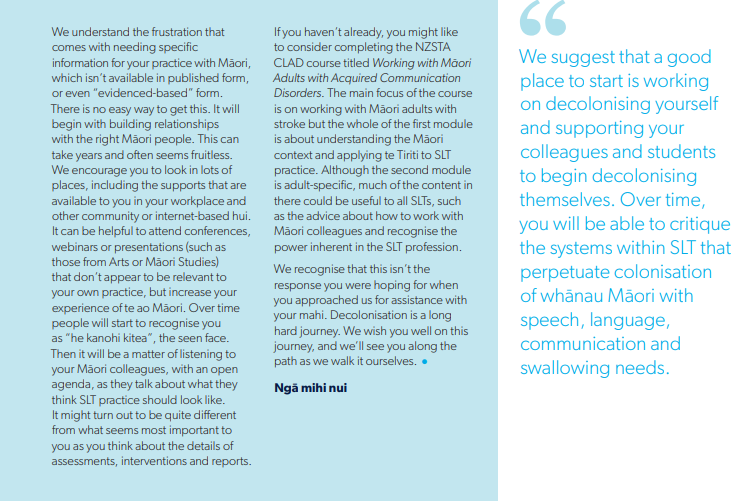 We understand the frustration that
comes with needing specific
information for your practice with Māori,
which isn't available in published form,
or even “evidenced-based” form.
There is no easy way to get this. It will
begin with building relationships
with the right Māori people. This can
take years and often seems fruitless.
We encourage you to look in lots of
places, including the supports that are
available to you in your workplace and
other community or internet-based hui.
It can be helpful to attend conferences,
webinars or presentations (such as
those from Arts or Māori Studies)
that don't appear to be relevant to
your own practice, but increase your
experience of te ao Māori. Over time
people will start to recognise you
as “he kanohi kitea”, the seen face.
Then it will be a matter of listening to
your Māori colleagues, with an open
agenda, as they talk about what they
think SLT practice should look like.
It might turn out to be quite different
from what seems most important to
you as you think about the details of
assessments, interventions and reports.
If you haven't already, you might like
to consider completing the NZSTA
CLAD course titled Working with Māori
Adults with Acquired Communication
Disorders. The main focus of the course
is on working with Māori adults with
stroke but the whole of the first module
is about understanding the Māori
context and applying te Tiriti to SLT
practice. Although the second module
is adult-specific, much of the content in
there could be useful to all SLTs, such
as the advice about how to work with
Māori colleagues and recognise the
power inherent in the SLT profession.
We recognise that this isn't the
response you were hoping for when
you approached us for assistance with
your mahi. Decolonisation is a long
hard journey. We wish you well on this
journey, and we'll see you along the
path as we walk it ourselves. •
Ngā mihi nui
“
We suggest that a good
place to start is working
on decolonising yourself
and supporting your
colleagues and students
to begin decolonising
themselves. Over time,
you will be able to critique
the systems within SLT that
perpetuate colonisation
of whānau Māori with
speech, language,
communication and
swallowing needs.